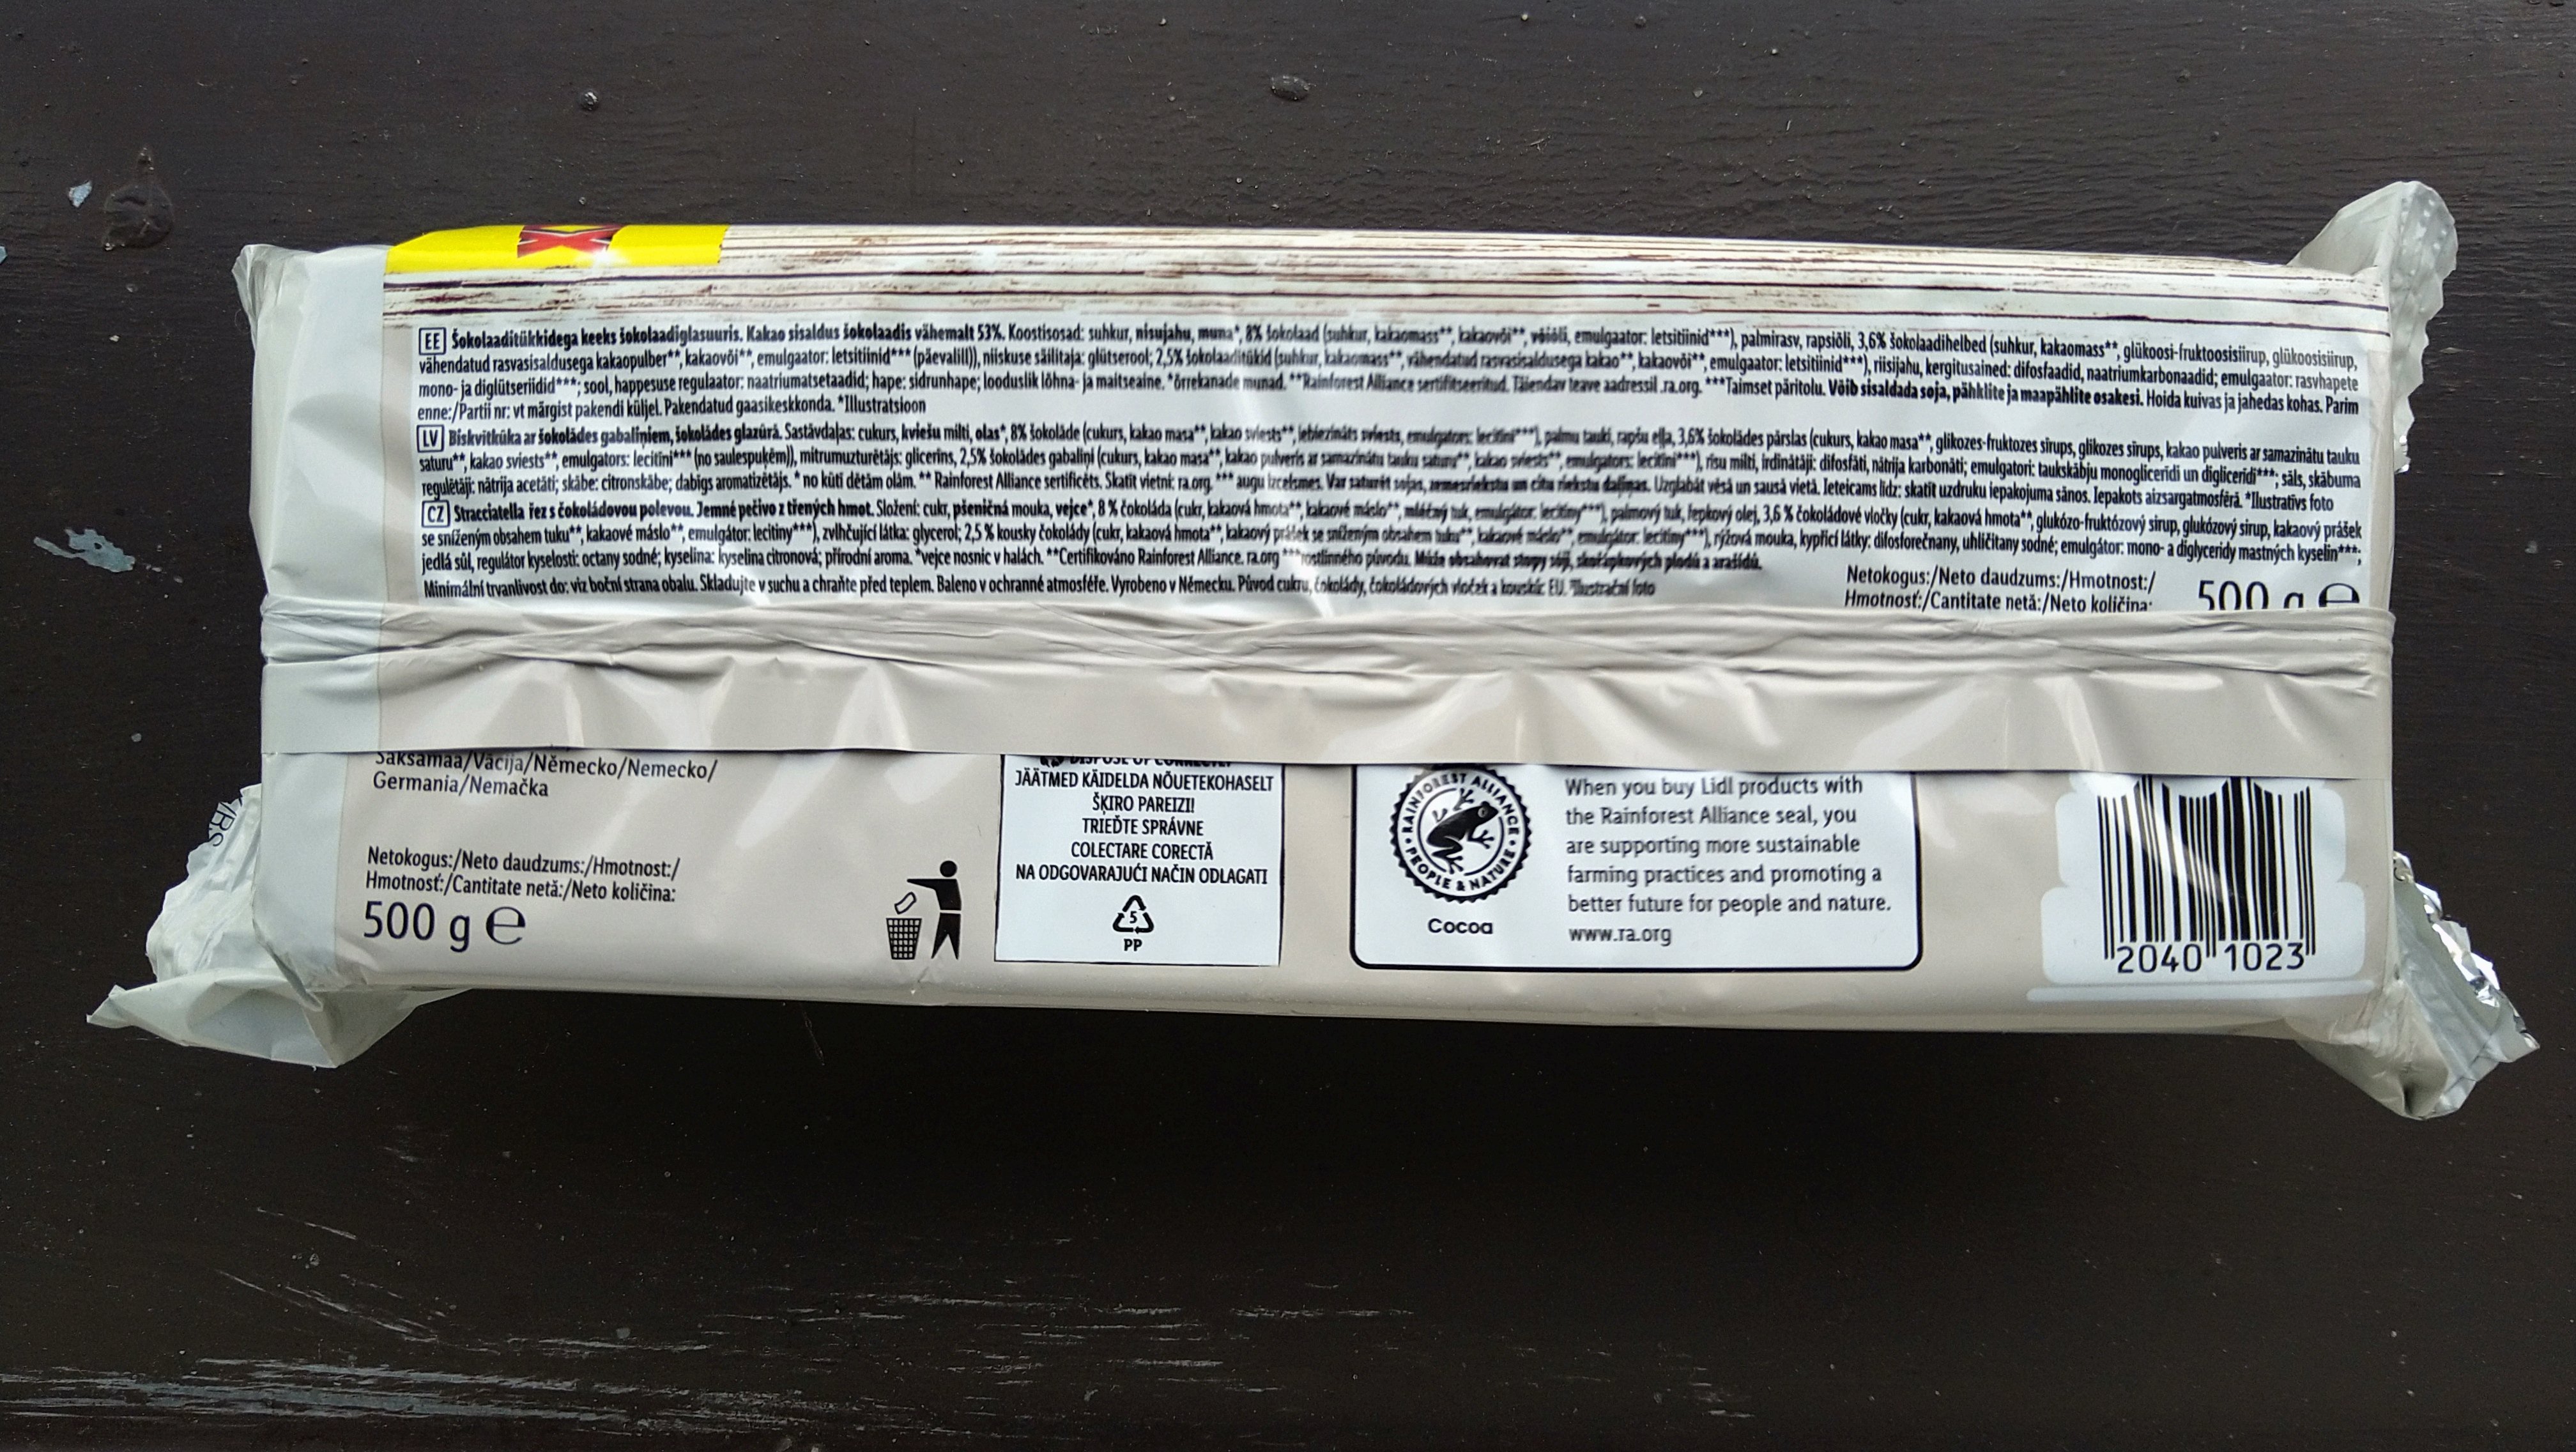 EE Šokolaaditükkidega keeks šokolaadiglasuuris. Kakao sisaldus šokolaadis vähemalt 53%. Koostisosad: suhkur, nisujahu, muna*, 8% šokolaad (suhkur, kakaomass**, kakaovõi**, võiõli, emulgaator: letsitiinid***), palmirasv, rapsiõli, 3,6% šokolaadihelbed (suhkur, kakaomass**, glükoosi-fruktoosisiirup, glükoosisiirup,
vähendatud rasvasisaldusega kakaopulber**, kakaovõi**, emulgaator: letsitiinid*** (päevalill)), niiskuse säilitaja: glütserool; 2,5% šokolaaditükid (suhkur, kakaomass**, vähendatud rasvasisaldusega kakao**, kakaovõi**, emulgaator: letsitiinid***), riisijahu, kergitusained: difosfaadid, naatriumkarbonaadid; emulgaator: rasvhapete
mono- ja diglütseriidid***; sool, happesuse regulaator: naatriumatsetaadid; hape: sidrunhape; looduslik lõhna- ja maitseaine. *õrrekanade munad. **Rainforest Alliance sertifitseeritud. Täiendav teave aadressil .ra.org. ***Taimset päritolu. Võib sisaldada soja, pähklite ja maapähklite osakesi. Hoida kuivas ja jahedas kohas. Parim
enne:/Partii nr: vt märgist pakendi küljel. Pakendatud gaasikeskkonda. *Illustratsioon
LV Biskvītkūka ar šokolādes gabaliņiem, šokolādes glazūrā. Sastāvdaļas: cukurs, kviešu milti, olas*, 8% šokolāde (cukurs, kakao masa**, kakao sviests**, iebiezināts sviests, emulgators: lecitīni***), palmu tauki, rapšu eļļa, 3,6% šokolādes pārslas (cukurs, kakao masa**, glikozes-fruktozes sīrups, glikozes sīrups, kakao pulveris ar samazinātu tauku
saturu**, kakao sviests**, emulgators: lecitīni*** (no saulespuķēm)), mitrumuzturētājs: glicerīns, 2,5% šokolādes gabaliņi (cukurs, kakao masa**, kakao pulveris ar samazinātu tauku saturu**, kakao sviests**, emulgators: lecitīni***), rīsu milti, irdinātāji: difosfāti, nātrija karbonāti; emulgatori: taukskābju monogliceridi un digliceridi***; sāls, skābuma
regulētāji: nātrija acetāti; skābe: citronskābe; dabīgs aromatizētājs. * no kūtī dētām olām. ** Rainforest Alliance sertificēts. Skatīt vietni: ra.org. *** augu izcelsmes. Var saturēt sojas, zemesriekstu un citu riekstu daļiņas. Uzglabāt vēsā un sausā vietā. Ieteicams līdz: skatīt uzdruku iepakojuma sānos. Iepakots aizsargatmosfērā. *Ilustratīvs foto
CZ Stracciatella řez s čokoládovou polevou. Jemné pečivo z třených hmot. Složení: cukr, pšeničná mouka, vejce*, 8 % čokoláda (cukr, kakaová hmota**, kakaové máslo**, mléčný tuk, emulgátor: lecitiny***), palmový tuk, řepkový olej, 3,6 % čokoládové vločky (cukr, kakaová hmota**, glukózo-fruktózový sirup, glukózový sirup, kakaový prášek
se sníženým obsahem tuku**, kakaové máslo**, emulgátor: lecitiny***), zvlhčující látka: glycerol; 2,5 % kousky čokolády (cukr, kakaová hmota**, kakaový prášek se sníženým obsahem tuku**, kakaové máslo**, emulgátor: lecitiny***), rýžová mouka, kypřicí látky: difosforečnany, uhličitany sodné; emulgátor: mono- a diglyceridy mastných kyselin***;
jedlá sůl, regulátor kyselosti: octany sodné; kyselina: kyselina citronová; přírodní aroma. *vejce nosnic v halách. **Certifikováno Rainforest Alliance. ra.org ***rostlinného původu. Může obsahovat stopy sóji, skořápkových plodů a arašídů.
Minimální trvanlivost do: viz boční strana obalu. Skladujte v suchu a chraňte před teplem. Baleno v ochranné atmosféře. Vyrobeno v Německu. Původ cukru, čokolády, čokoládových vloček a kousků: EU. *Ilustrační foto
Netokogus:/Neto daudzums:/Hmotnost:/
Hmotnosť:/Cantitate netă:/Neto količina:
500 g e
Saksamaa/Vācija/Německo/Nemecko/
Germania/Nemačka
Netokogus:/Neto daudzums:/Hmotnost:/
Hmotnosť:/Cantitate netă:/Neto količina:
500 g e
DISPOSE OF CORRECTLY
JÄÄTMED KÄIDELDA NÕUETEKOHASELT
ŠĶIRO PAREIZI!
TRIEĎTE SPRÁVNE
COLECTARE CORECTĂ
NA ODGOVARAJUĆI NAČIN ODLAGATI
5
PP
RAINFOREST ALLIANCE
PEOPLE & NATURE
Cocoa
When you buy Lidl products with
the Rainforest Alliance seal, you
are supporting more sustainable
farming practices and promoting a
better future for people and nature.
www.ra.org
2040 1023